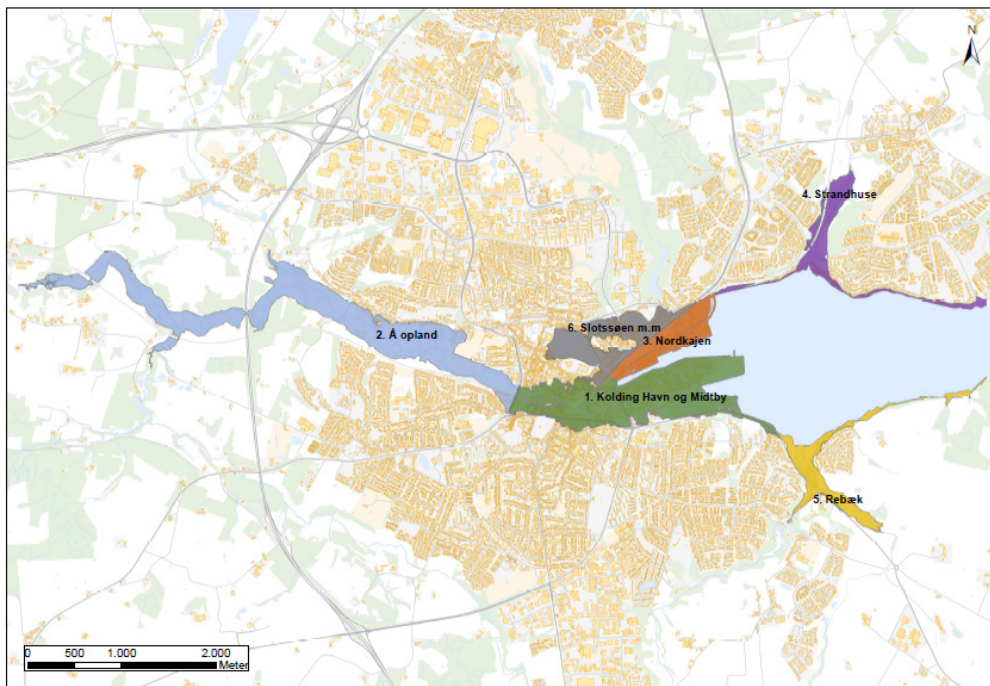 N
4. Strandhuse
6. Slotssøen m.m
2. Å opland
3. Nordkajen
1. Kolding Havn og Midtby
5. Rebæk
0 500 1.000 2.000
Meter